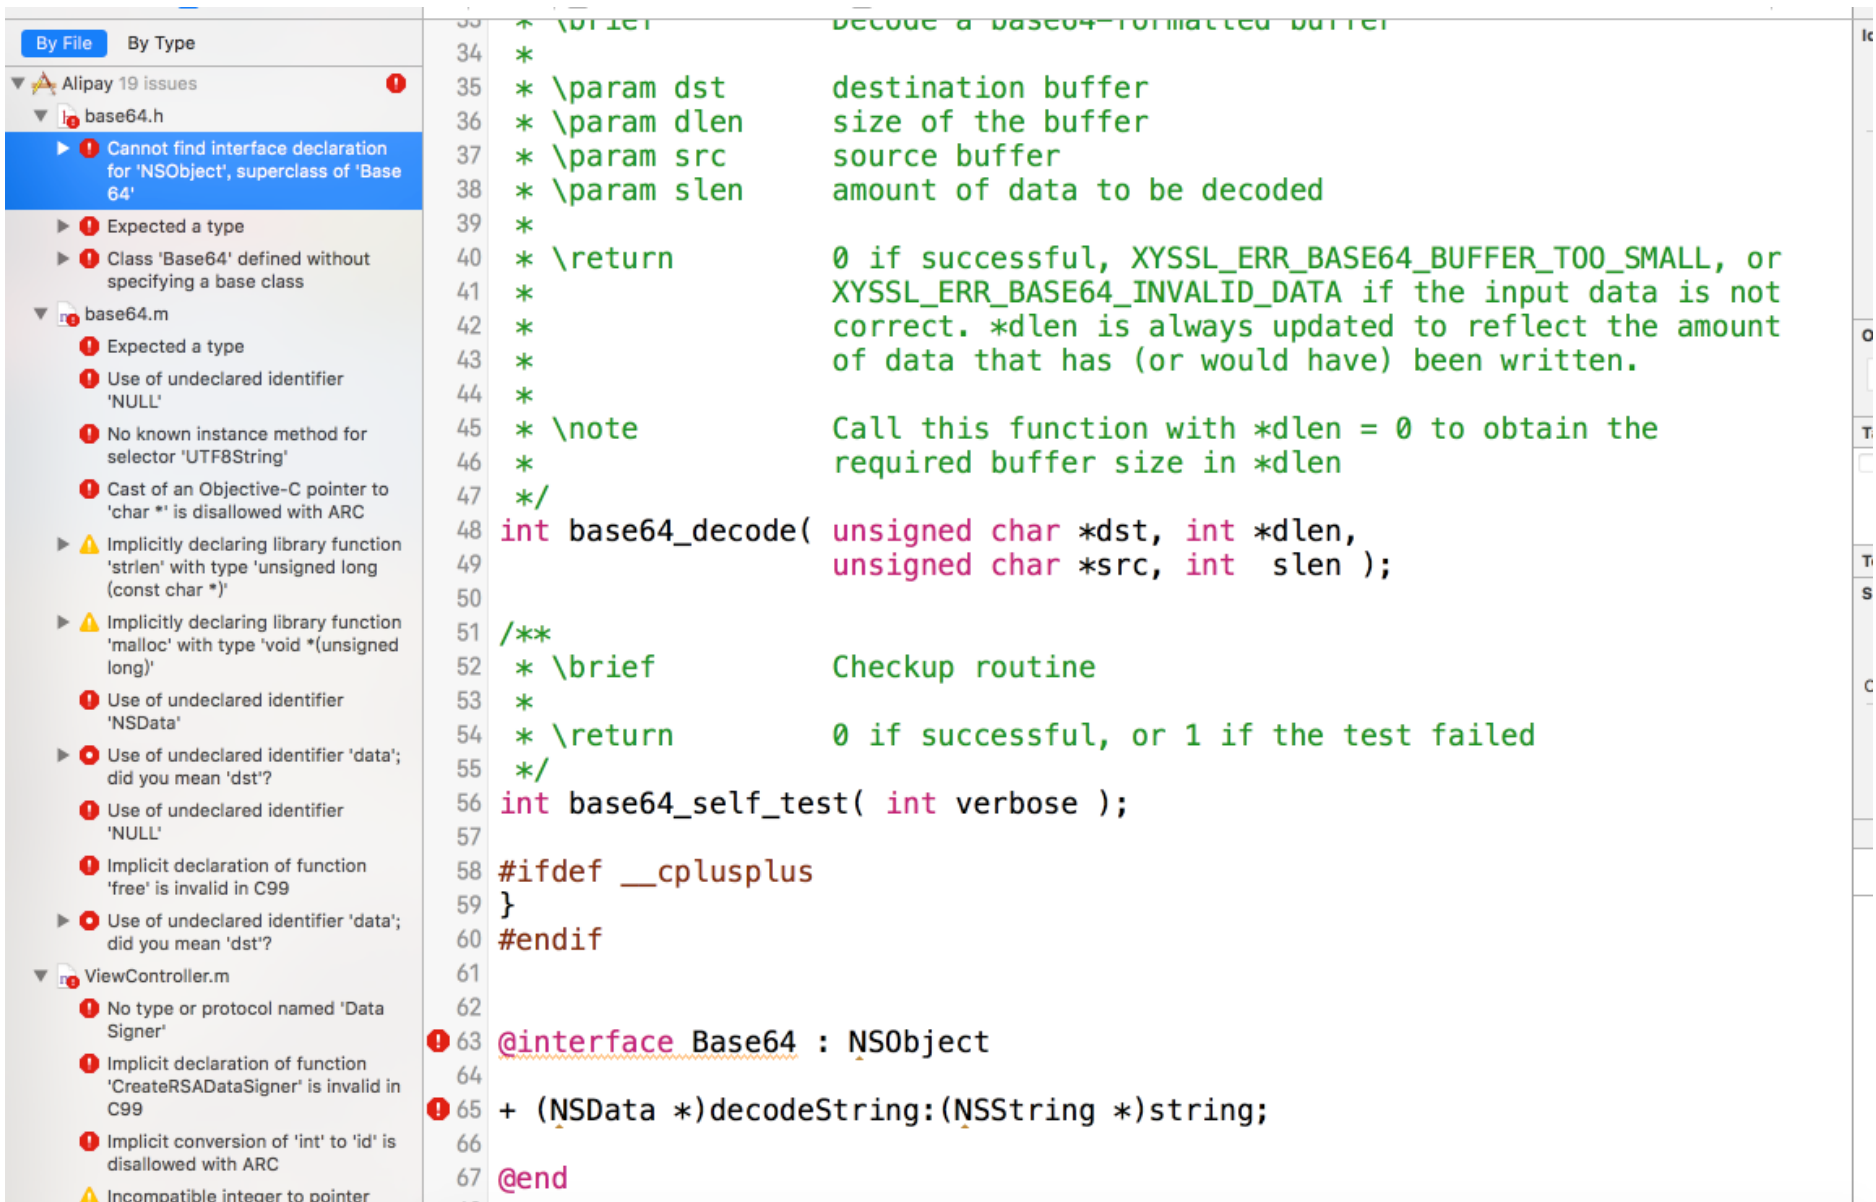 By File By Type
Alipay 19 issues
base64.h
Cannot find interface declaration
for 'NSObject', superclass of 'Base
64'
Expected a type
Class 'Base64' defined without
specifying a base class
base64.m
Expected a type
Use of undeclared identifier
'NULL'
No known instance method for
selector 'UTF8String'
Cast of an Objective-C pointer to
'char *' is disallowed with ARC
Implicitly declaring library function
'strlen' with type 'unsigned long
(const char *)'
Implicitly declaring library function
'malloc' with type 'void *(unsigned
long)'
Use of undeclared identifier
'NSData'
Use of undeclared identifier 'data';
did you mean 'dst'?
Use of undeclared identifier
'NULL'
Implicit declaration of function
'free' is invalid in C99
Use of undeclared identifier 'data';
did you mean 'dst'?
ViewController.m
No type or protocol named 'Data
Signer'
Implicit declaration of function
'CreateRSADataSigner' is invalid in
C99
Implicit conversion of 'int' to 'id' is
disallowed with ARC
Incompatible integer to pointer
33 * \brief Decode a base64-formatted buffer
34 *
35 * \param dst destination buffer
36 * \param dlen size of the buffer
37 * \param src source buffer
38 * \param slen amount of data to be decoded
39 *
40 * \return 0 if successful, XYSSL_ERR_BASE64_BUFFER_TOO_SMALL, or
41 * XYSSL_ERR_BASE64_INVALID_DATA if the input data is not
42 * correct. *dlen is always updated to reflect the amount
43 * of data that has (or would have) been written.
44 *
45 * \note Call this function with *dlen = 0 to obtain the
46 * required buffer size in *dlen
47 */
48 int base64_decode( unsigned char *dst, int *dlen,
49 unsigned char *src, int slen );
50
51 /**
52 * \brief Checkup routine
53 *
54 * \return 0 if successful, or 1 if the test failed
55 */
56 int base64_self_test( int verbose );
57
58 #ifdef __cplusplus
59 }
60 #endif
61
62
63 @interface Base64 : NSObject
64
65 + (NSData *)decodeString:(NSString *)string;
66
67 @end